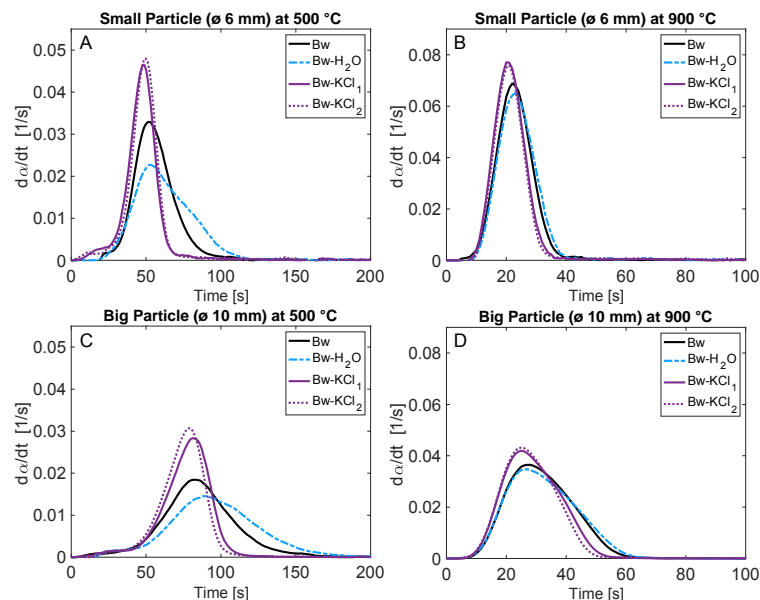 Small Particle (ø 6 mm) at 500 °C
A
Bw
Bw-H₂O
Bw-KCl₁
Bw-KCl₂
0.05
0.04
0.03
0.02
0.01
0
dα/dt [1/s]
0 50 100 150 200
Time [s]
Small Particle (ø 6 mm) at 900 °C
B
Bw
Bw-H₂O
Bw-KCl₁
Bw-KCl₂
0.08
0.06
0.04
0.02
0
dα/dt [1/s]
0 20 40 60 80 100
Time [s]
Big Particle (ø 10 mm) at 500 °C
C
Bw
Bw-H₂O
Bw-KCl₁
Bw-KCl₂
0.05
0.04
0.03
0.02
0.01
0
dα/dt [1/s]
0 50 100 150 200
Time [s]
Big Particle (ø 10 mm) at 900 °C
D
Bw
Bw-H₂O
Bw-KCl₁
Bw-KCl₂
0.08
0.06
0.04
0.02
0
dα/dt [1/s]
0 20 40 60 80 100
Time [s]